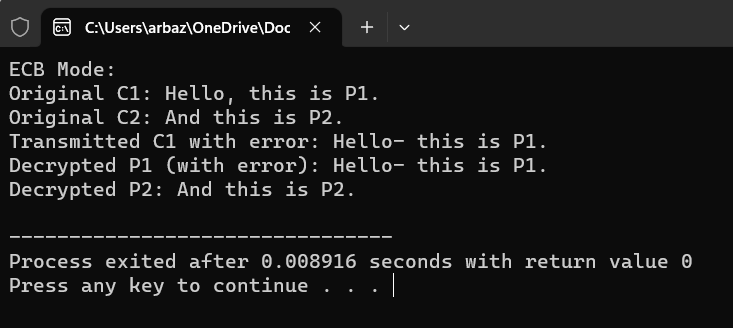 C:\Users\arbaz\OneDrive\Doc
ECB Mode:
Original C1: Hello, this is P1.
Original C2: And this is P2.
Transmitted C1 with error: Hello- this is P1.
Decrypted P1 (with error): Hello- this is P1.
Decrypted P2: And this is P2.
--------------------------------
Process exited after 0.008916 seconds with return value 0
Press any key to continue . . .